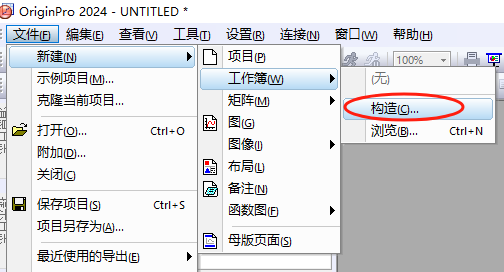 OriginPro 2024 - UNTITLED *
文件(F) 编辑(E) 查看(V) 工具(T) 设置(R) 连接(N) 窗口(W) 帮助(H)
新建(N)
示例项目(M)...
克隆当前项目...
打开(O)... Ctrl+O
附加(D)...
关闭(C)
保存项目(S) Ctrl+S
项目另存为(A)...
最近使用的导出(E)
项目(P)
工作簿(W)
矩阵(M)
图(G)
图像(I)
布局(L)
备注(N)
函数图(F)
母版页面(S)
100%
(无)
构造(C)...
浏览(B)... Ctrl+N